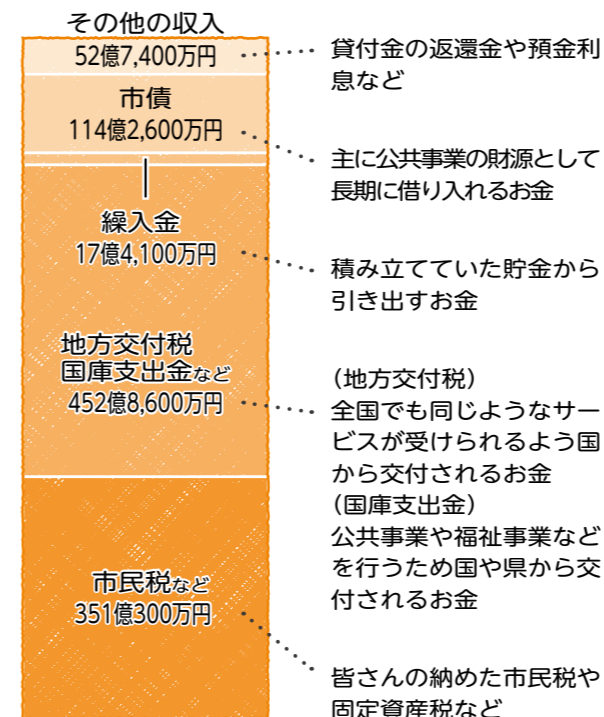 その他の収入
52億7,400万円
貸付金の返還金や預金利
息など
市債
114億2,600万円
主に公共事業の財源として
長期に借り入れるお金
繰入金
17億4,100万円
積み立てていた貯金から
引き出すお金
地方交付税
国庫支出金など
452億8,600万円
（地方交付税）
全国でも同じようなサー
ビスが受けられるよう国
から交付されるお金
（国庫支出金）
公共事業や福祉事業など
を行うため国や県から交
付されるお金
市民税など
351億300万円
皆さんの納めた市民税や
固定資産税など